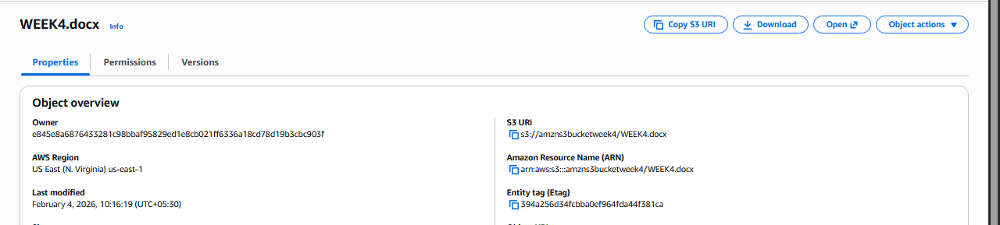 WEEK4.docx Info
Copy S3 URI
Download
Open
Object actions
Properties
Permissions
Versions
Object overview
Owner
e845e8a6876433281c98bbaf95829ed1e8cb021ff6336a18cd78d19b3cbc903f
AWS Region
US East (N. Virginia) us-east-1
Last modified
February 4, 2026, 10:16:19 (UTC+05:30)
S3 URI
s3://amzns3bucketweek4/WEEK4.docx
Amazon Resource Name (ARN)
arn:aws:s3:::amzns3bucketweek4/WEEK4.docx
Entity tag (Etag)
394a256d34fcbba0ef964fda44f381ca